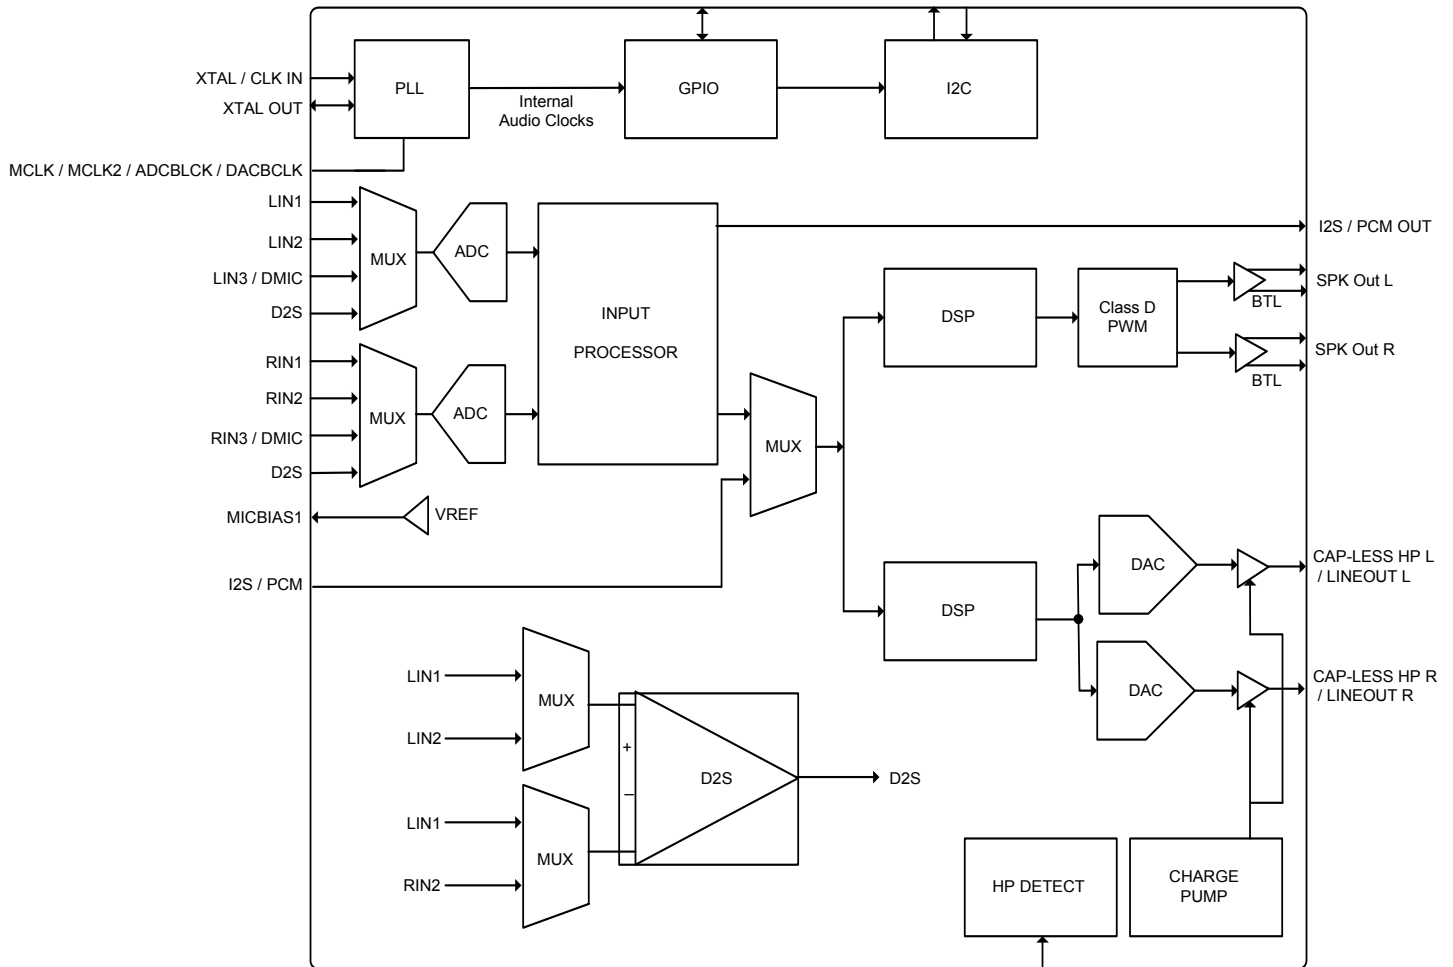 XTAL / CLK IN
XTAL OUT
PLL
Internal
Audio Clocks
GPIO
I2C
MCLK / MCLK2 / ADCBLCK / DACBCLK
LIN1
LIN2
LIN3 / DMIC
D2S
MUX
ADC
RIN1
RIN2
RIN3 / DMIC
D2S
MUX
ADC
INPUT
PROCESSOR
I2S / PCM OUT
DSP
Class D
PWM
BTL
SPK Out L
BTL
SPK Out R
MUX
MICBIAS1
VREF
I2S / PCM
DSP
DAC
CAP-LESS HP L
/ LINEOUT L
DAC
CAP-LESS HP R
/ LINEOUT R
LIN1
LIN2
MUX
+
–
D2S
D2S
LIN1
RIN2
MUX
HP DETECT
CHARGE
PUMP